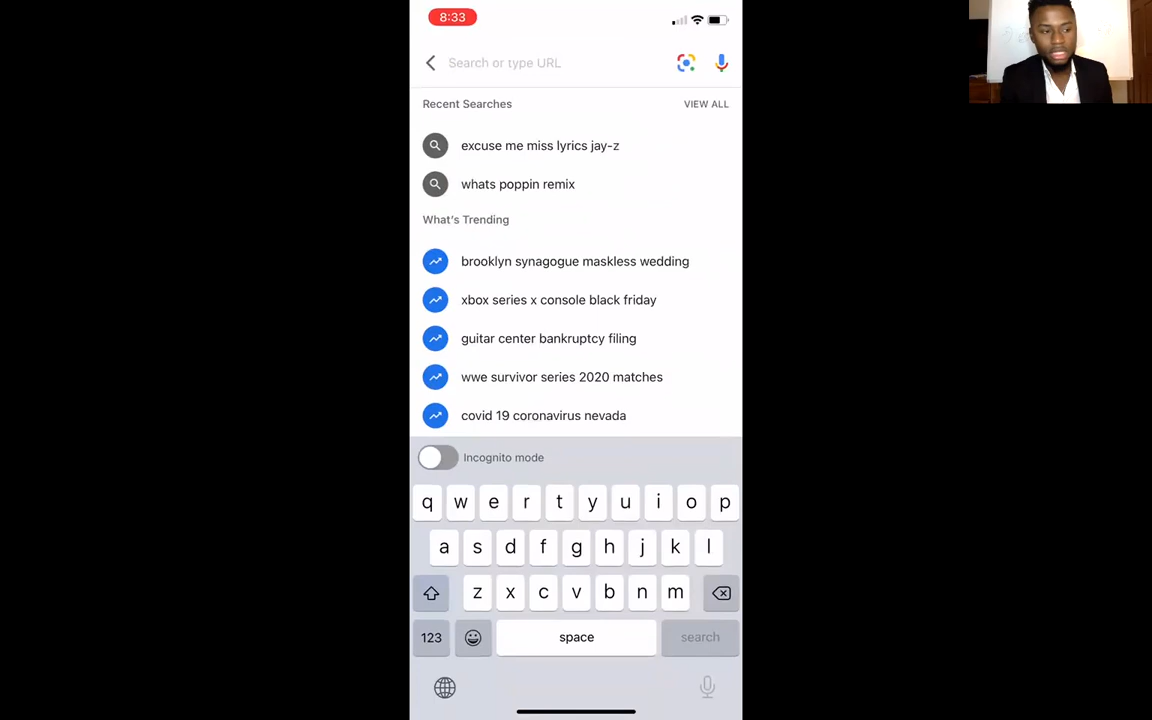 8:33
Search or type URL
Recent Searches
VIEW ALL
excuse me miss lyrics jay-z
whats poppin remix
What's Trending
brooklyn synagogue maskless wedding
xbox series x console black friday
guitar center bankruptcy filing
wwe survivor series 2020 matches
covid 19 coronavirus nevada
Incognito mode
q w e r t y u i o p
a s d f g h j k l
z x c v b n m
123 space search